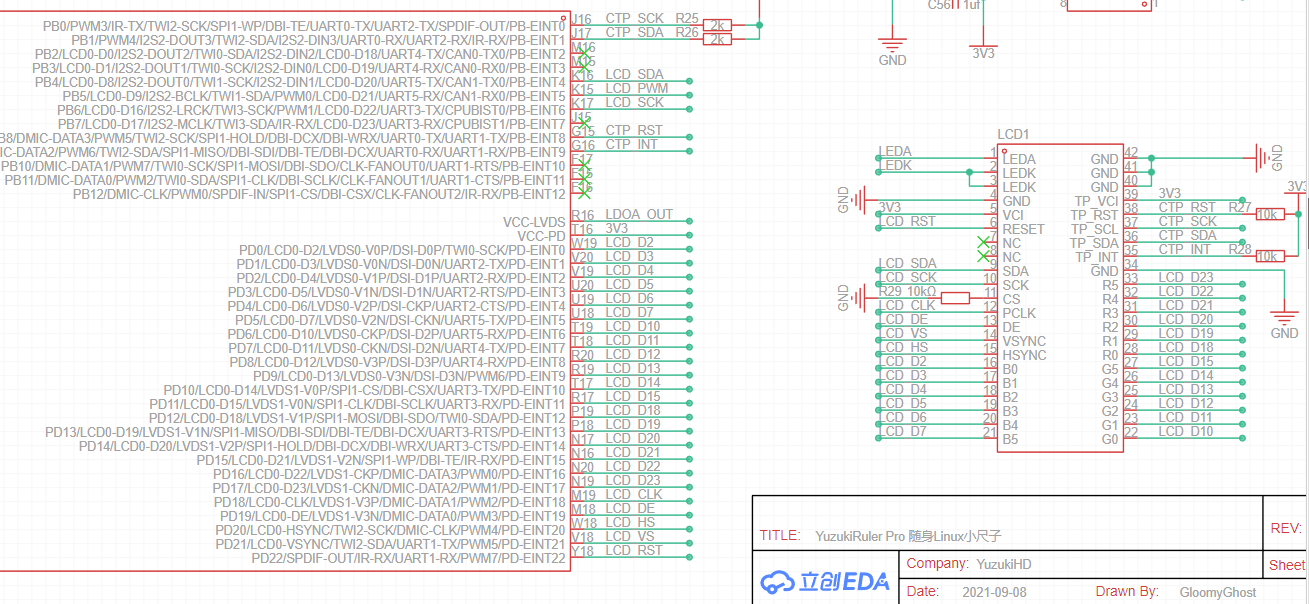 C56 1uf
8
1
GND
3V3
PB0/PWM3/IR-TX/TWI2-SCK/SPI1-WP/DBI-TE/UART0-TX/UART2-TX/SPDIF-OUT/PB-EINT0 J16 CTP_SCK R25 2k
PB1/PWM4/I2S2-DOUT3/TWI2-SDA/I2S2-DIN3/UART0-RX/UART2-RX/IR-RX/PB-EINT1 J17 CTP_SDA R26 2k
PB2/LCD0-D0/I2S2-DOUT2/TWI0-SDA/I2S2-DIN2/LCD0-D18/UART4-TX/CAN0-TX/PB-EINT2 M16
PB3/LCD0-D1/I2S2-DOUT1/TWI0-SCK/I2S2-DIN0/LCD0-D19/UART4-RX/CAN0-RX/PB-EINT3 M15
PB4/LCD0-D8/I2S2-DOUT0/TWI1-SCK/I2S2-DIN1/LCD0-D20/UART5-TX/CAN1-TX/PB-EINT4 K16 LCD_SDA
PB5/LCD0-D9/I2S2-BCLK/TWI1-SDA/PWM0/LCD0-D21/UART5-RX/CAN1-RX/PB-EINT5 K15 LCD_PWM
PB6/LCD0-D16/I2S2-LRCK/TWI3-SCK/PWM1/LCD0-D22/UART3-TX/CPUBIST0/PB-EINT6 K17 LCD_SCK
PB7/LCD0-D17/I2S2-MCLK/TWI3-SDA/IR-RX/LCD0-D23/UART3-RX/CPUBIST1/PB-EINT7 J15
B8/DMIC-DATA3/PWM5/TWI2-SCK/SPI1-HOLD/DBI-DCX/DBI-WRX/UART0-TX/UART1-TX/PB-EINT8 G15 CTP_RST
IC-DATA2/PWM6/TWI2-SDA/SPI1-MISO/DBI-SDI/DBI-TE/DBI-DCX/UART0-RX/UART1-RX/PB-EINT9 G16 CTP_INT
PB10/DMIC-DATA1/PWM7/TWI0-SCK/SPI1-MOSI/DBI-SDO/CLK-FANOUT0/UART1-RTS/PB-EINT10 F17
PB11/DMIC-DATA0/PWM2/TWI0-SDA/SPI1-CLK/DBI-SCLK/CLK-FANOUT1/UART1-CTS/PB-EINT11
PB12/DMIC-CLK/PWM0/SPDIF-IN/SPI1-CS/DBI-CSX/CLK-FANOUT2/IR-RX/PB-EINT12
VCC-LVDS R16 LDOA_OUT
VCC-PD T16 3V3
PD0/LCD0-D2/LVDS0-V0P/DSI-D0P/TWI0-SCK/PD-EINT0 W19 LCD_D2
PD1/LCD0-D3/LVDS0-V0N/DSI-D0N/UART2-TX/PD-EINT1 V20 LCD_D3
PD2/LCD0-D4/LVDS0-V1P/DSI-D1P/UART2-RX/PD-EINT2 V19 LCD_D4
PD3/LCD0-D5/LVDS0-V1N/DSI-D1N/UART2-RTS/PD-EINT3 U20 LCD_D5
PD4/LCD0-D6/LVDS0-V2P/DSI-CKP/UART2-CTS/PD-EINT4 U19 LCD_D6
PD5/LCD0-D7/LVDS0-V2N/DSI-CKN/UART5-TX/PD-EINT5 U18 LCD_D7
PD6/LCD0-D10/LVDS0-CKP/DSI-D2P/UART5-RX/PD-EINT6 T19 LCD_D10
PD7/LCD0-D11/LVDS0-CKN/DSI-D2N/UART4-TX/PD-EINT7 T18 LCD_D11
PD8/LCD0-D12/LVDS0-V3P/DSI-D3P/UART4-RX/PD-EINT8 R20 LCD_D12
PD9/LCD0-D13/LVDS0-V3N/DSI-D3N/PWM6/PD-EINT9 R19 LCD_D13
PD10/LCD0-D14/LVDS1-V0P/SPI1-CS/DBI-CSX/UART3-TX/PD-EINT10 T17 LCD_D14
PD11/LCD0-D15/LVDS1-V0N/SPI1-CLK/DBI-SCLK/UART3-RX/PD-EINT11 R17 LCD_D15
PD12/LCD0-D18/LVDS1-V1P/SPI1-MOSI/DBI-SDO/TWI0-SDA/PD-EINT12 P19 LCD_D18
PD13/LCD0-D19/LVDS1-V1N/SPI1-MISO/DBI-SDI/DBI-TE/DBI-DCX/UART3-RTS/PD-EINT13 P18 LCD_D19
PD14/LCD0-D20/LVDS1-V2P/SPI1-HOLD/DBI-DCX/DBI-WRX/UART3-CTS/PD-EINT14 N17 LCD_D20
PD15/LCD0-D21/LVDS1-V2N/SPI1-WP/DBI-TE/IR-RX/PD-EINT15 N16 LCD_D21
PD16/LCD0-D22/LVDS1-CKP/DMIC-DATA3/PWM0/PD-EINT16 N20 LCD_D22
PD17/LCD0-D23/LVDS1-CKN/DMIC-DATA2/PWM1/PD-EINT17 N19 LCD_D23
PD18/LCD0-CLK/LVDS1-V3P/DMIC-DATA1/PWM2/PD-EINT18 M19 LCD_CLK
PD19/LCD0-DE/LVDS1-V3N/DMIC-DATA0/PWM3/PD-EINT19 M18 LCD_DE
PD20/LCD0-HSYNC/TWI2-SCK/DMIC-CLK/PWM4/PD-EINT20 W18 LCD_HS
PD21/LCD0-VSYNC/TWI2-SDA/UART1-TX/PWM5/PD-EINT21 V18 LCD_VS
PD22/SPDIF-OUT/IR-RX/UART1-RX/PWM7/PD-EINT22 Y18 LCD_RST
LCD1
LEDA 1 LEDA GND 42 GND
LEDK 2 LEDK GND 41
3 LEDK GND 40
GND 4 GND TP_VCI 39 3V3 3V3
3V3 5 VCI TP_RST 38 CTP_RST R27 10k
LCD_RST 6 RESET TP_SCL 37 CTP_SCK
7 NC TP_SDA 36 CTP_SDA
8 NC TP_INT 35 CTP_INT R28 10k
LCD_SDA 9 SDA GND 34
LCD_SCK 10 SCK R5 33 LCD_D23
GND R29 10kΩ 11 CS R4 32 LCD_D22
LCD_CLK 12 PCLK R3 31 LCD_D21
LCD_DE 13 DE R2 30 LCD_D20 GND
LCD_VS 14 VSYNC R1 29 LCD_D19
LCD_HS 15 HSYNC R0 28 LCD_D18
LCD_D2 16 B0 G5 27 LCD_D15
LCD_D3 17 B1 G4 26 LCD_D14
LCD_D4 18 B2 G3 25 LCD_D13
LCD_D5 19 B3 G2 24 LCD_D12
LCD_D6 20 B4 G1 23 LCD_D11
LCD_D7 21 B5 G0 22 LCD_D10
TITLE: YuzukiRuler Pro 随身Linux小尺子 REV:
立创EDA
Company: YuzukiHD Sheet
Date: 2021-09-08 Drawn By: GloomyGhost